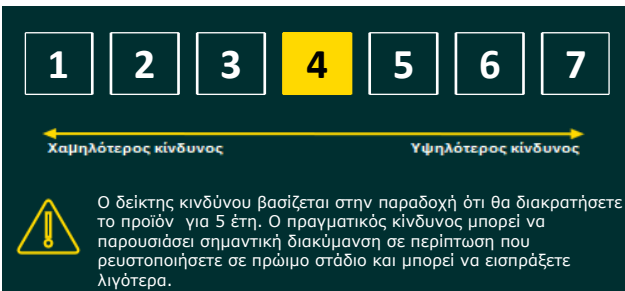 1 2 3 4 5 6 7
Χαμηλότερος κίνδυνος Υψηλότερος κίνδυνος
Ο δείκτης κινδύνου βασίζεται στην παραδοχή ότι θα διακρατήσετε
το προϊόν για 5 έτη. Ο πραγματικός κίνδυνος μπορεί να
παρουσιάσει σημαντική διακύμανση σε περίπτωση που
ρευστοποιήσετε σε πρώιμο στάδιο και μπορεί να εισπράξετε
λιγότερα.